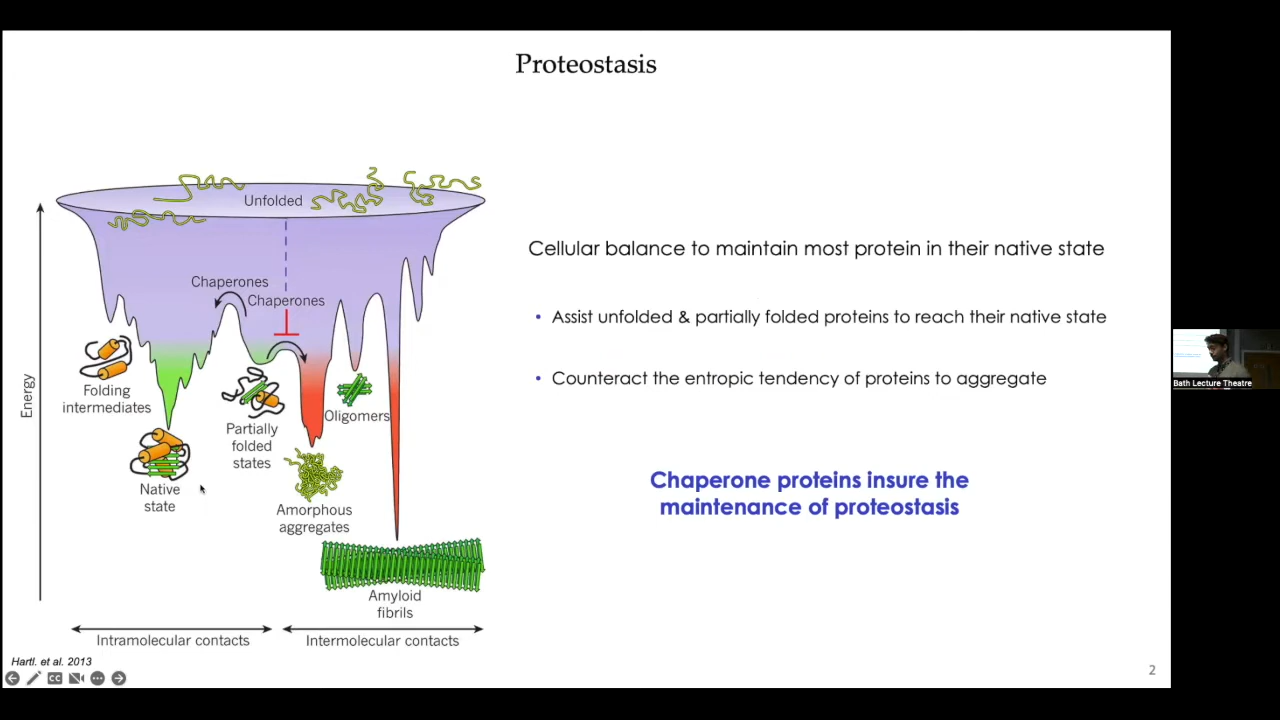 Proteostasis
Unfolded
Chaperones
Chaperones
Energy
Folding
intermediates
Native
state
Partially
folded
states
Oligomers
Amorphous
aggregates
Amyloid
fibrils
Intramolecular contacts
Intermolecular contacts
Hartl. et al. 2013
Cellular balance to maintain most protein in their native state
• Assist unfolded & partially folded proteins to reach their native state
• Counteract the entropic tendency of proteins to aggregate
Chaperone proteins insure the
maintenance of proteostasis
CC
2
Bath Lecture Theatre